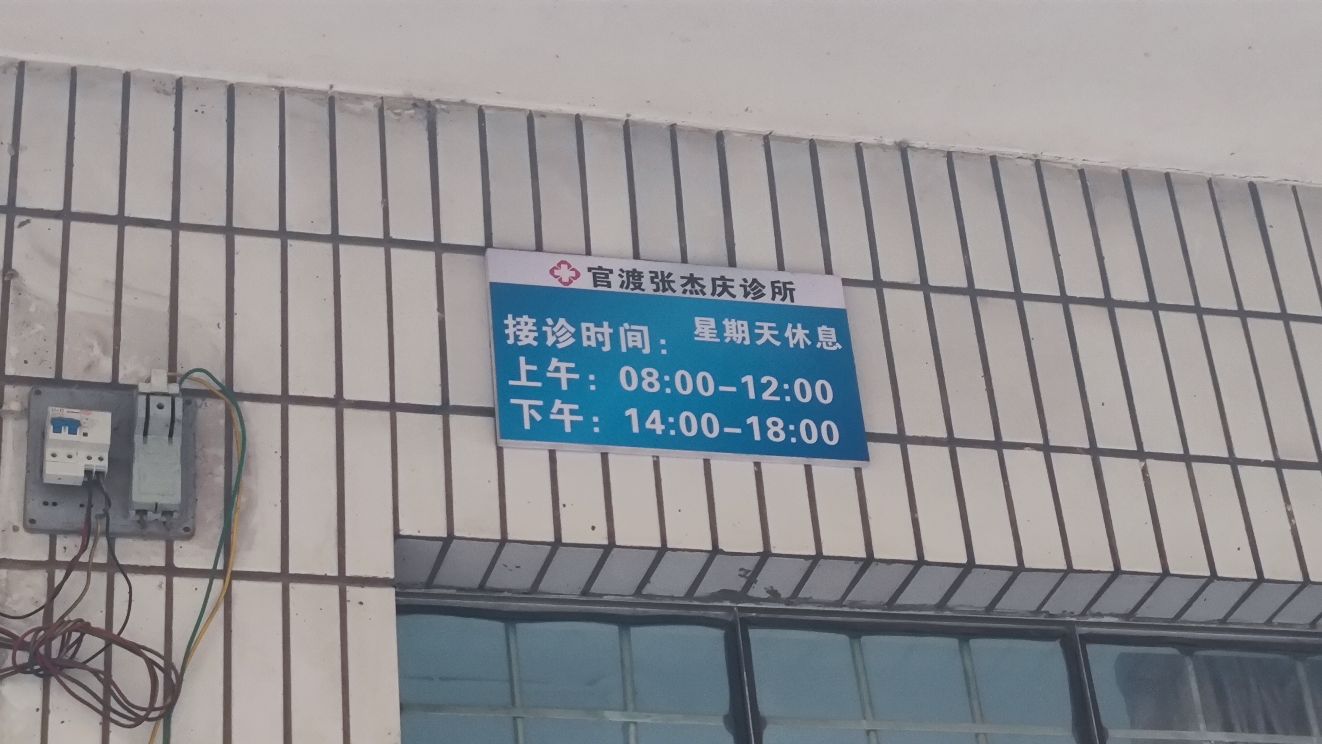 官渡张杰庆诊所
接诊时间： 星期天休息
上午：08:00-12:00
下午：14:00-18:00